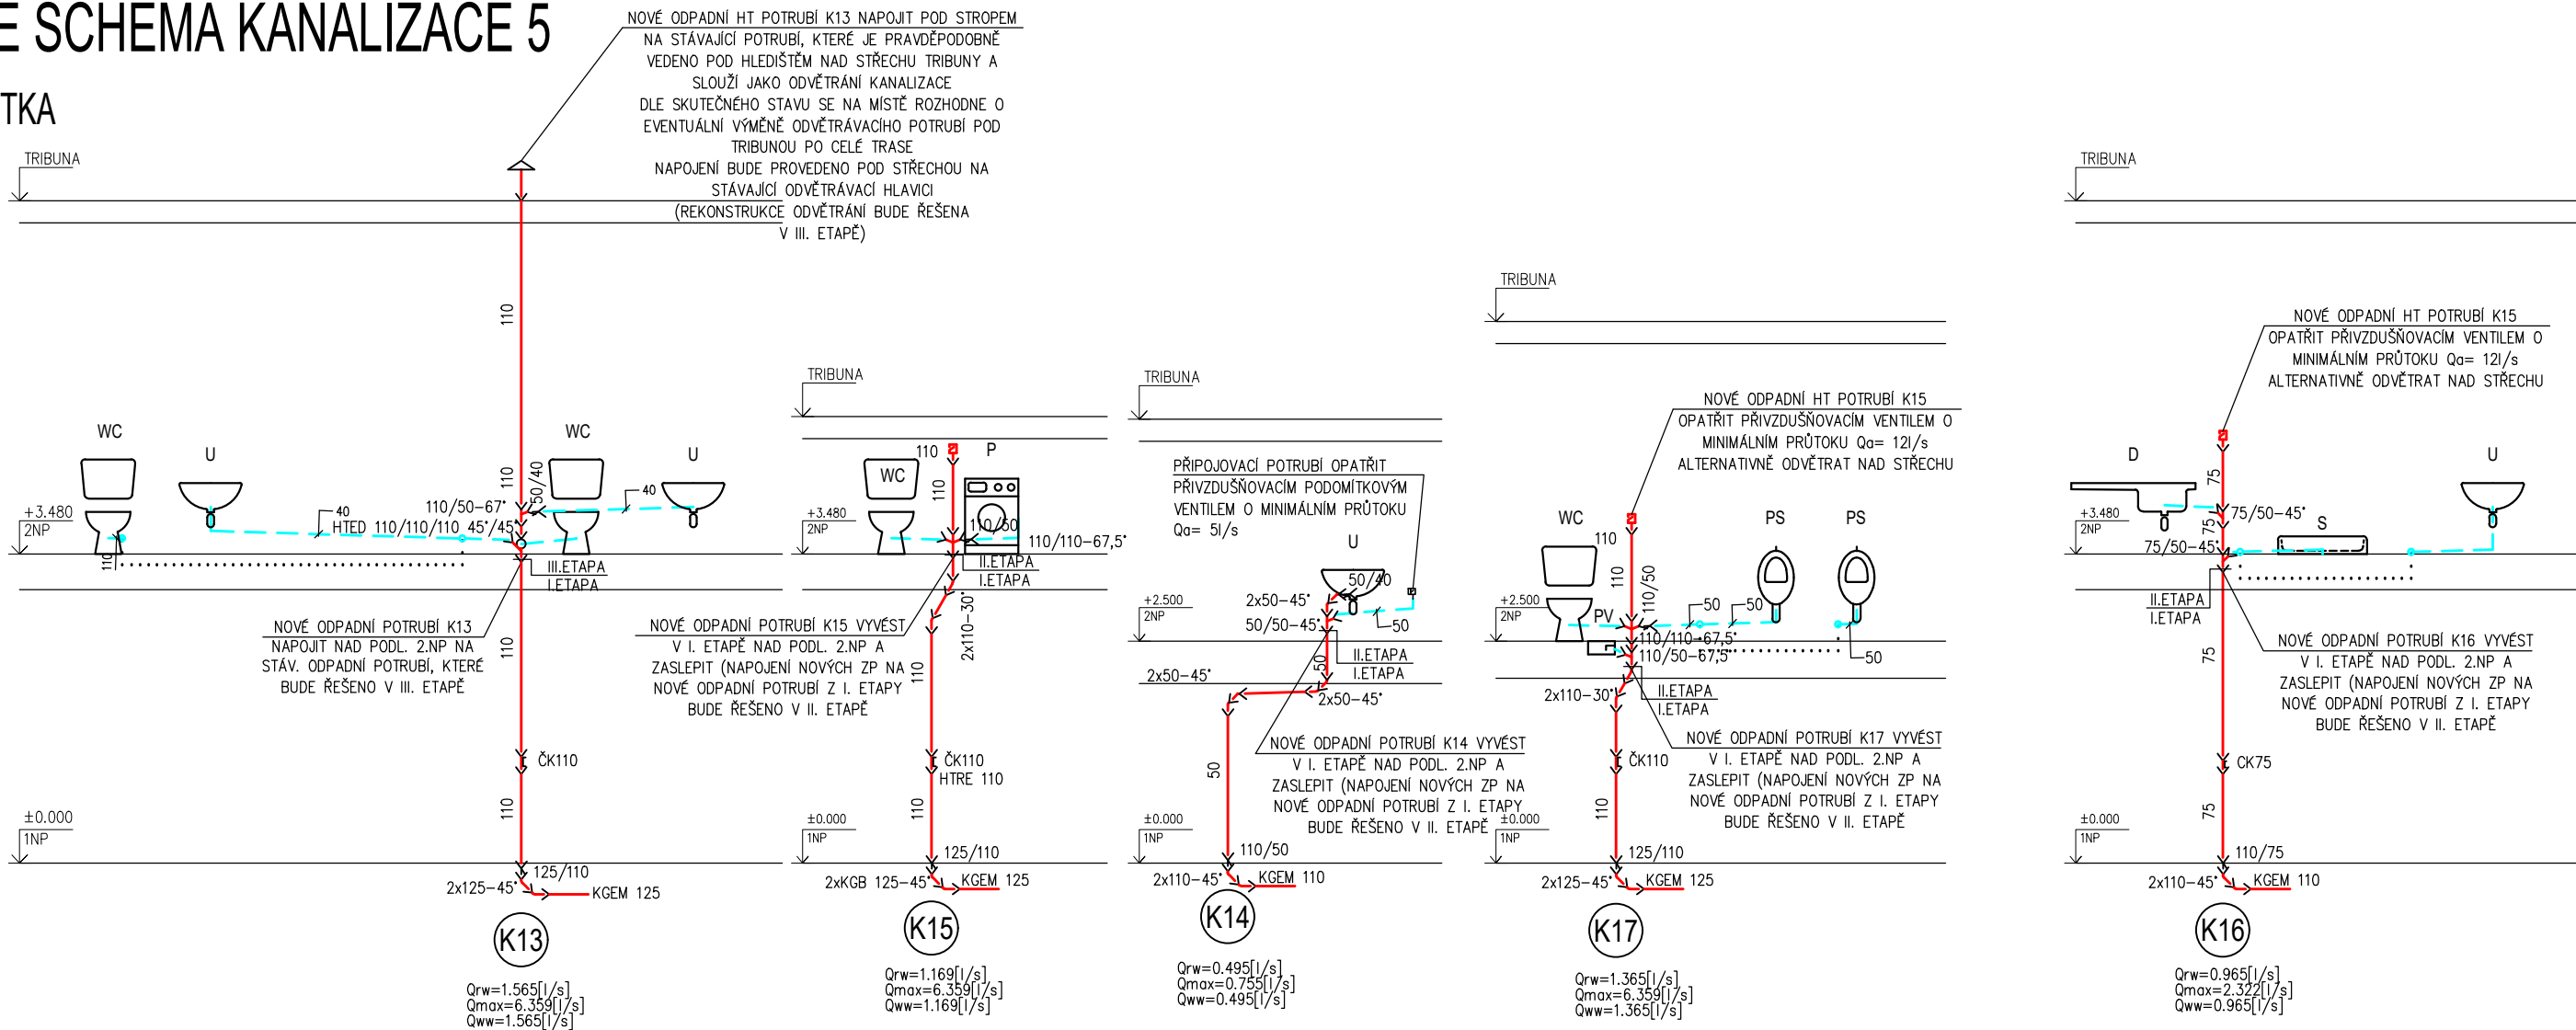 E SCHEMA KANALIZACE 5
TKA
NOVÉ ODPADNÍ HT POTRUBÍ K13 NAPOJIT POD STROPEM
NA STÁVAJÍCÍ POTRUBÍ, KTERÉ JE PRAVDĚPODOBNĚ
VEDENO POD HLEDIŠTĚM NAD STŘECHU TRIBUNY A
SLOUŽÍ JAKO ODVĚTRÁNÍ KANALIZACE
DLE SKUTEČNÉHO STAVU SE NA MÍSTĚ ROZHODNE O
EVENTUÁLNÍ VÝMĚNĚ ODVĚTRÁVACÍHO POTRUBÍ POD
TRIBUNOU PO CELÉ TRASE
NAPOJENÍ BUDE PROVEDENO POD STŘECHOU NA
STÁVAJÍCÍ ODVĚTRÁVACÍ HLAVICI
(REKONSTRUKCE ODVĚTRÁNÍ BUDE ŘEŠENA
V III. ETAPĚ)
TRIBUNA
110
WC
U
WC
U
110
50/40
40
110/50-67°
40
HTED 110/110/110 45°/45°
+3.480
2NP
110
III.ETAPA
I.ETAPA
NOVÉ ODPADNÍ POTRUBÍ K13
NAPOJIT NAD PODL. 2.NP NA
STÁV. ODPADNÍ POTRUBÍ, KTERÉ
BUDE ŘEŠENO V III. ETAPĚ
110
ČK110
110
±0.000
1NP
125/110
2x125-45°
KGEM 125
K13
Qrw=1.565[l/s]
Qmax=6.359[l/s]
Qww=1.565[l/s]
TRIBUNA
110
P
WC
110
110/50
110/110-67,5°
+3.480
2NP
II.ETAPA
I.ETAPA
2x110-30°
NOVÉ ODPADNÍ POTRUBÍ K15 VYVÉST
V I. ETAPĚ NAD PODL. 2.NP A
ZASLEPIT (NAPOJENÍ NOVÝCH ZP NA
NOVÉ ODPADNÍ POTRUBÍ Z I. ETAPY
BUDE ŘEŠENO V II. ETAPĚ
110
ČK110
HTRE 110
110
±0.000
1NP
125/110
2xKGB 125-45°
KGEM 125
K15
Qrw=1.169[l/s]
Qmax=6.359[l/s]
Qww=1.169[l/s]
TRIBUNA
PŘIPOJOVACÍ POTRUBÍ OPATŘIT
PŘIVZDUŠŇOVACÍM PODOMÍTKOVÝM
VENTILEM O MINIMÁLNÍM PRŮTOKU
Qa= 5l/s
U
50/40
2x50-45°
50/50-45°
50
+2.500
2NP
II.ETAPA
I.ETAPA
50
2x50-45°
2x50-45°
NOVÉ ODPADNÍ POTRUBÍ K14 VYVÉST
V I. ETAPĚ NAD PODL. 2.NP A
ZASLEPIT (NAPOJENÍ NOVÝCH ZP NA
NOVÉ ODPADNÍ POTRUBÍ Z I. ETAPY
BUDE ŘEŠENO V II. ETAPĚ
50
±0.000
1NP
110/50
2x110-45°
KGEM 110
K14
Qrw=0.495[l/s]
Qmax=0.755[l/s]
Qww=0.495[l/s]
TRIBUNA
NOVÉ ODPADNÍ HT POTRUBÍ K15
OPATŘIT PŘIVZDUŠŇOVACÍM VENTILEM O
MINIMÁLNÍM PRŮTOKU Qa= 12l/s
ALTERNATIVNĚ ODVĚTRAT NAD STŘECHU
WC
PS
PS
110
110
110/50
50
50
PV
+2.500
2NP
110/110-67,5°
110/50-67,5°
50
2x110-30°
II.ETAPA
I.ETAPA
NOVÉ ODPADNÍ POTRUBÍ K17 VYVÉST
V I. ETAPĚ NAD PODL. 2.NP A
ZASLEPIT (NAPOJENÍ NOVÝCH ZP NA
NOVÉ ODPADNÍ POTRUBÍ Z I. ETAPY
BUDE ŘEŠENO V II. ETAPĚ
ČK110
110
±0.000
1NP
125/110
2x125-45°
KGEM 125
K17
Qrw=1.365[l/s]
Qmax=6.359[l/s]
Qww=1.365[l/s]
TRIBUNA
NOVÉ ODPADNÍ HT POTRUBÍ K15
OPATŘIT PŘIVZDUŠŇOVACÍM VENTILEM O
MINIMÁLNÍM PRŮTOKU Qa= 12l/s
ALTERNATIVNĚ ODVĚTRAT NAD STŘECHU
D
U
75
75/50-45°
+3.480
2NP
75
S
75/50-45°
II.ETAPA
I.ETAPA
NOVÉ ODPADNÍ POTRUBÍ K16 VYVÉST
V I. ETAPĚ NAD PODL. 2.NP A
ZASLEPIT (NAPOJENÍ NOVÝCH ZP NA
NOVÉ ODPADNÍ POTRUBÍ Z I. ETAPY
BUDE ŘEŠENO V II. ETAPĚ
75
CK75
75
±0.000
1NP
110/75
2x110-45°
KGEM 110
K16
Qrw=0.965[l/s]
Qmax=2.322[l/s]
Qww=0.965[l/s]